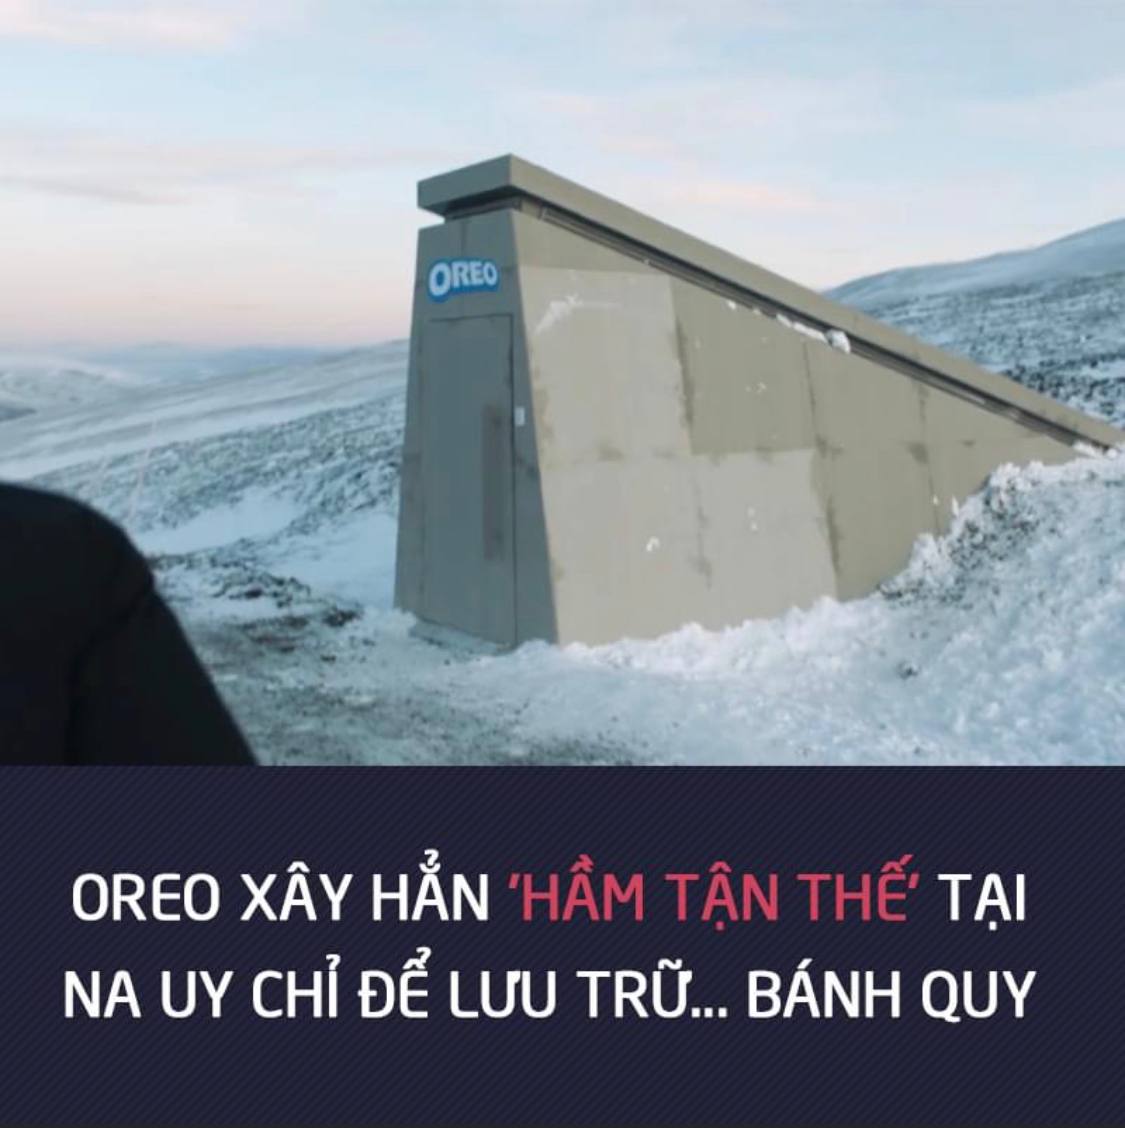 OREO
OREO XÂY HẲN 'HẦM TẬN THẾ' TẠI
NA UY CHỈ ĐỂ LƯU TRỮ... BÁNH QUY